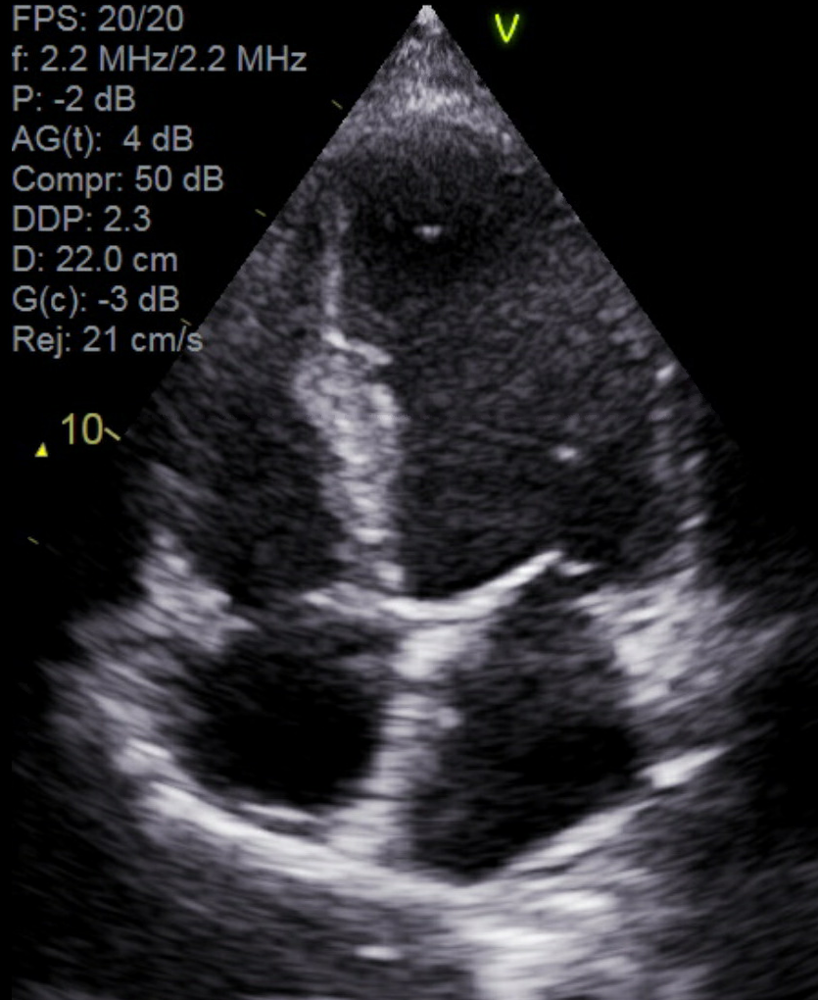 FPS: 20/20
f: 2.2 MHz/2.2 MHz
P: -2 dB
AG(t): 4 dB
Compr: 50 dB
DDP: 2.3
D: 22.0 cm
G(c): -3 dB
Rej: 21 cm/s
10
V